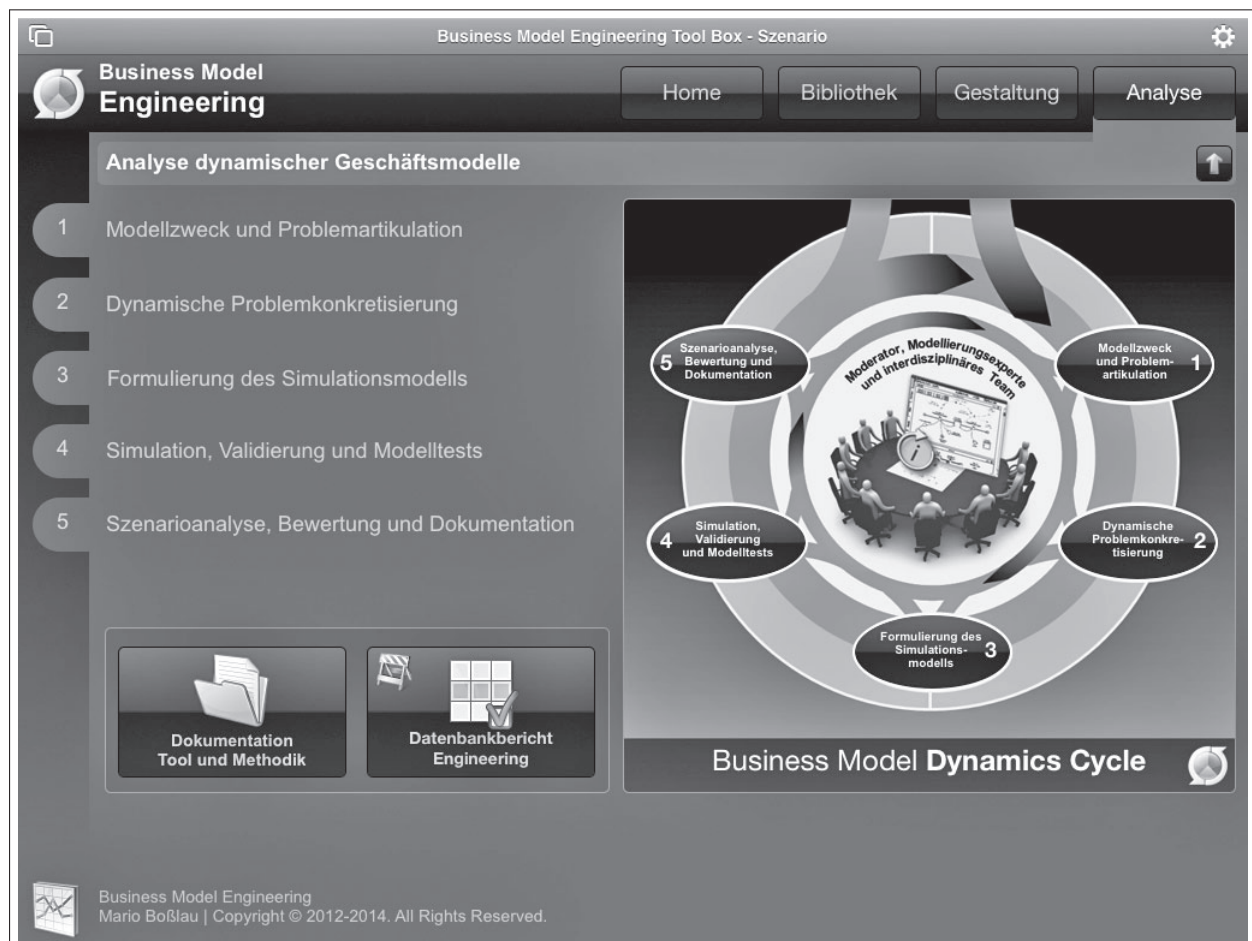 Business Model Engineering Tool Box - Szenario
Business Model
Engineering
Home
Bibliothek
Gestaltung
Analyse
Analyse dynamischer Geschäftsmodelle
1
Modellzweck und Problemartikulation
2
Dynamische Problemkonkretisierung
3
Formulierung des Simulationsmodells
4
Simulation, Validierung und Modelltests
5
Szenarioanalyse, Bewertung und Dokumentation
Dokumentation
Tool und Methodik
Datenbankbericht
Engineering
Moderator, Modellierungsexperte
und interdisziplinäres Team
Modellzweck
und Problem-
artikulation
1
Dynamische
Problemkonkre-
tisierung
2
Formulierung des
Simulations-
modells
3
4
Simulation,
Validierung
und Modelltests
5
Szenarioanalyse,
Bewertung und
Dokumentation
i
Business Model Dynamics Cycle
Business Model Engineering
Mario Boßlau | Copyright © 2012-2014. All Rights Reserved.